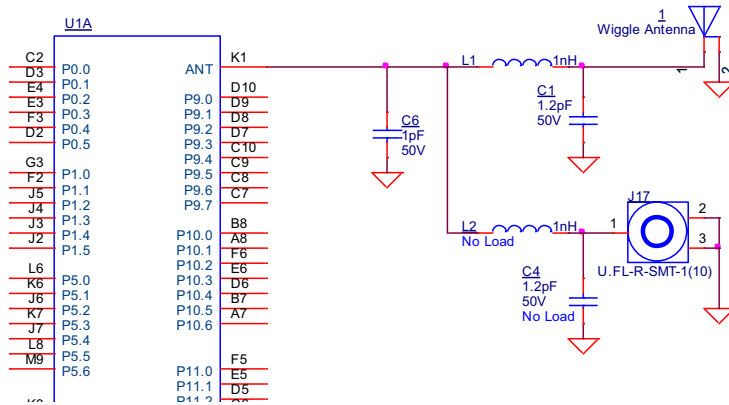 U1A
1
Wiggle Antenna
C2 P0.0
D3 P0.1
E4 P0.2
E3 P0.3
F3 P0.4
D2 P0.5
G3 P1.0
F2 P1.1
J5 P1.2
J4 P1.3
J3 P1.4
J2 P1.5
L6 P5.0
K6 P5.1
J6 P5.2
K7 P5.3
J7 P5.4
L8 P5.5
M9 P5.6
ANT K1
P9.0 D10
P9.1 D9
P9.2 D8
P9.3 D7
P9.4 C10
P9.5 C9
P9.6 C8
P9.7 C7
P10.0 B8
P10.1 A8
P10.2 F6
P10.3 E6
P10.4 D6
P10.5 B7
P10.6 A7
P11.0 F5
P11.1 E5
P11.2 D5
L1 1nH
1
2
C6
1pF
50V
C1
1.2pF
50V
L2 1nH
No Load
C4
1.2pF
50V
No Load
J17
1
2
3
U.FL-R-SMT-1(10)